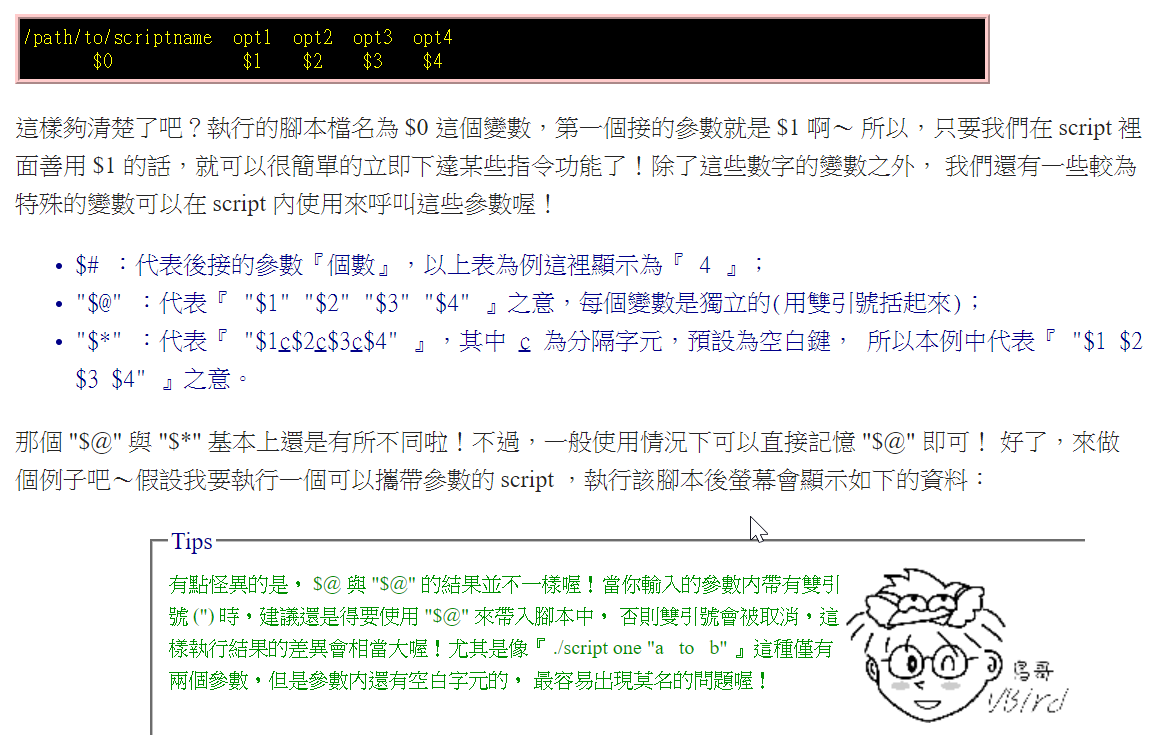 /path/to/scriptname  opt1  opt2  opt3  opt4
$0  $1  $2  $3  $4
這樣夠清楚了吧？執行的腳本檔名為 $0 這個變數，第一個接的參數就是 $1 啊～ 所以，只要我們在 script 裡
面善用 $1 的話，就可以很簡單的立即下達某些指令功能了！除了這些數字的變數之外， 我們還有一些較為
特殊的變數可以在 script 內使用來呼叫這些參數喔！
• $# ：代表後接的參數『個數』，以上表為例這裡顯示為『 4 』；
• "$@" ：代表『 "$1" "$2" "$3" "$4" 』之意，每個變數是獨立的(用雙引號括起來)；
• "$*" ：代表『 "$1c$2c$3c$4" 』，其中 c 為分隔字元，預設為空白鍵， 所以本例中代表『 "$1 $2
$3 $4" 』之意。
那個 "$@" 與 "$*" 基本上還是有所不同啦！不過，一般使用情況下可以直接記憶 "$@" 即可！ 好了，來做
個例子吧～假設我要執行一個可以攜帶參數的 script ，執行該腳本後螢幕會顯示如下的資料：
Tips
有點怪異的是， $@ 與 "$@" 的結果並不一樣喔！當你輸入的參數內帶有雙引
號 (") 時，建議還是得要使用 "$@" 來帶入腳本中， 否則雙引號會被取消，這
樣執行結果的差異會相當大喔！尤其是像『 ./script one "a   to   b" 』這種僅有
兩個參數，但是參數內還有空白字元的， 最容易出現莫名的問題喔！
鳥哥
VBird